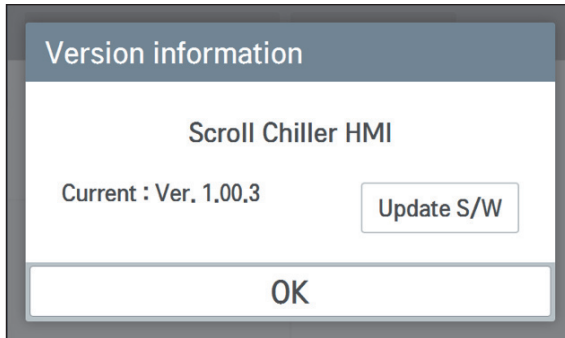 Version information
Scroll Chiller HMI
Current : Ver. 1.00.3
Update S/W
OK